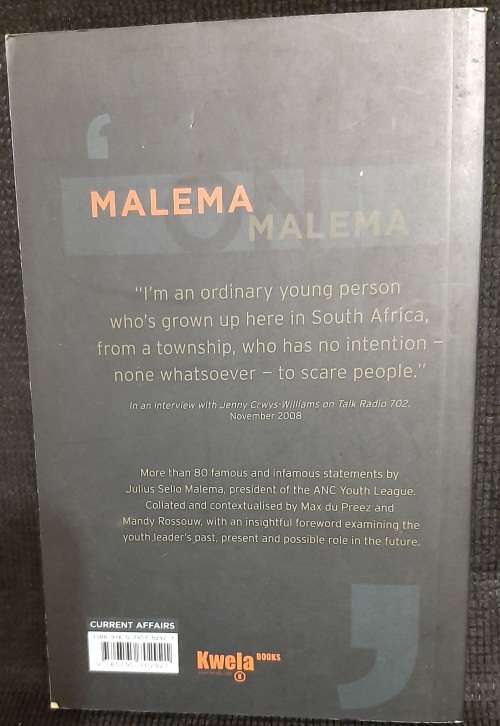 ‘
MALEMA
ON
MALEMA
“I’m an ordinary young person
who’s grown up here in South Africa,
from a township, who has no intention –
none whatsoever – to scare people.”
In an interview with Jenny Crwys-Williams on Talk Radio 702.
November 2008
More than 80 famous and infamous statements by
Julius Sello Malema, president of the ANC Youth League.
Collated and contextualised by Max du Preez and
Mandy Rossouw, with an insightful foreword examining the
youth leader’s past, present and possible role in the future.
’
CURRENT AFFAIRS
Kwela BOOKS